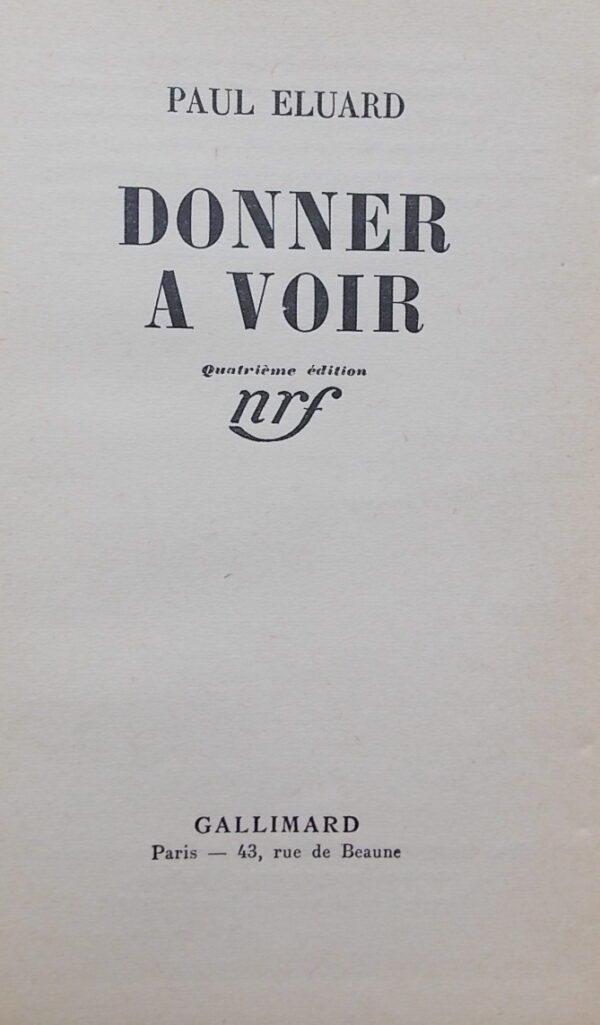 PAUL ELUARD
DONNER
A VOIR
Quatrième édition
nrf
GALLIMARD
Paris — 43, rue de Beaune